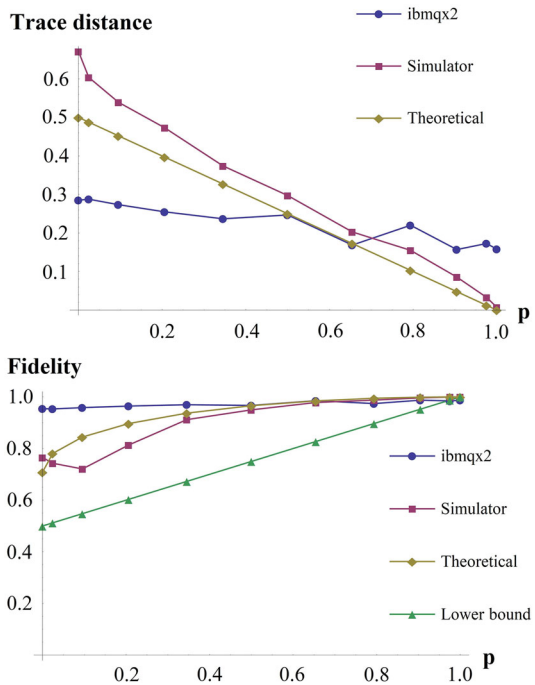 Trace distance
ibmqx2
Simulator
Theoretical
0.6
0.5
0.4
0.3
0.2
0.1
0.2 0.4 0.6 0.8 1.0
p
Fidelity
1.0
0.8
0.6
0.4
0.2
ibmqx2
Simulator
Theoretical
Lower bound
p
0.2 0.4 0.6 0.8 1.0